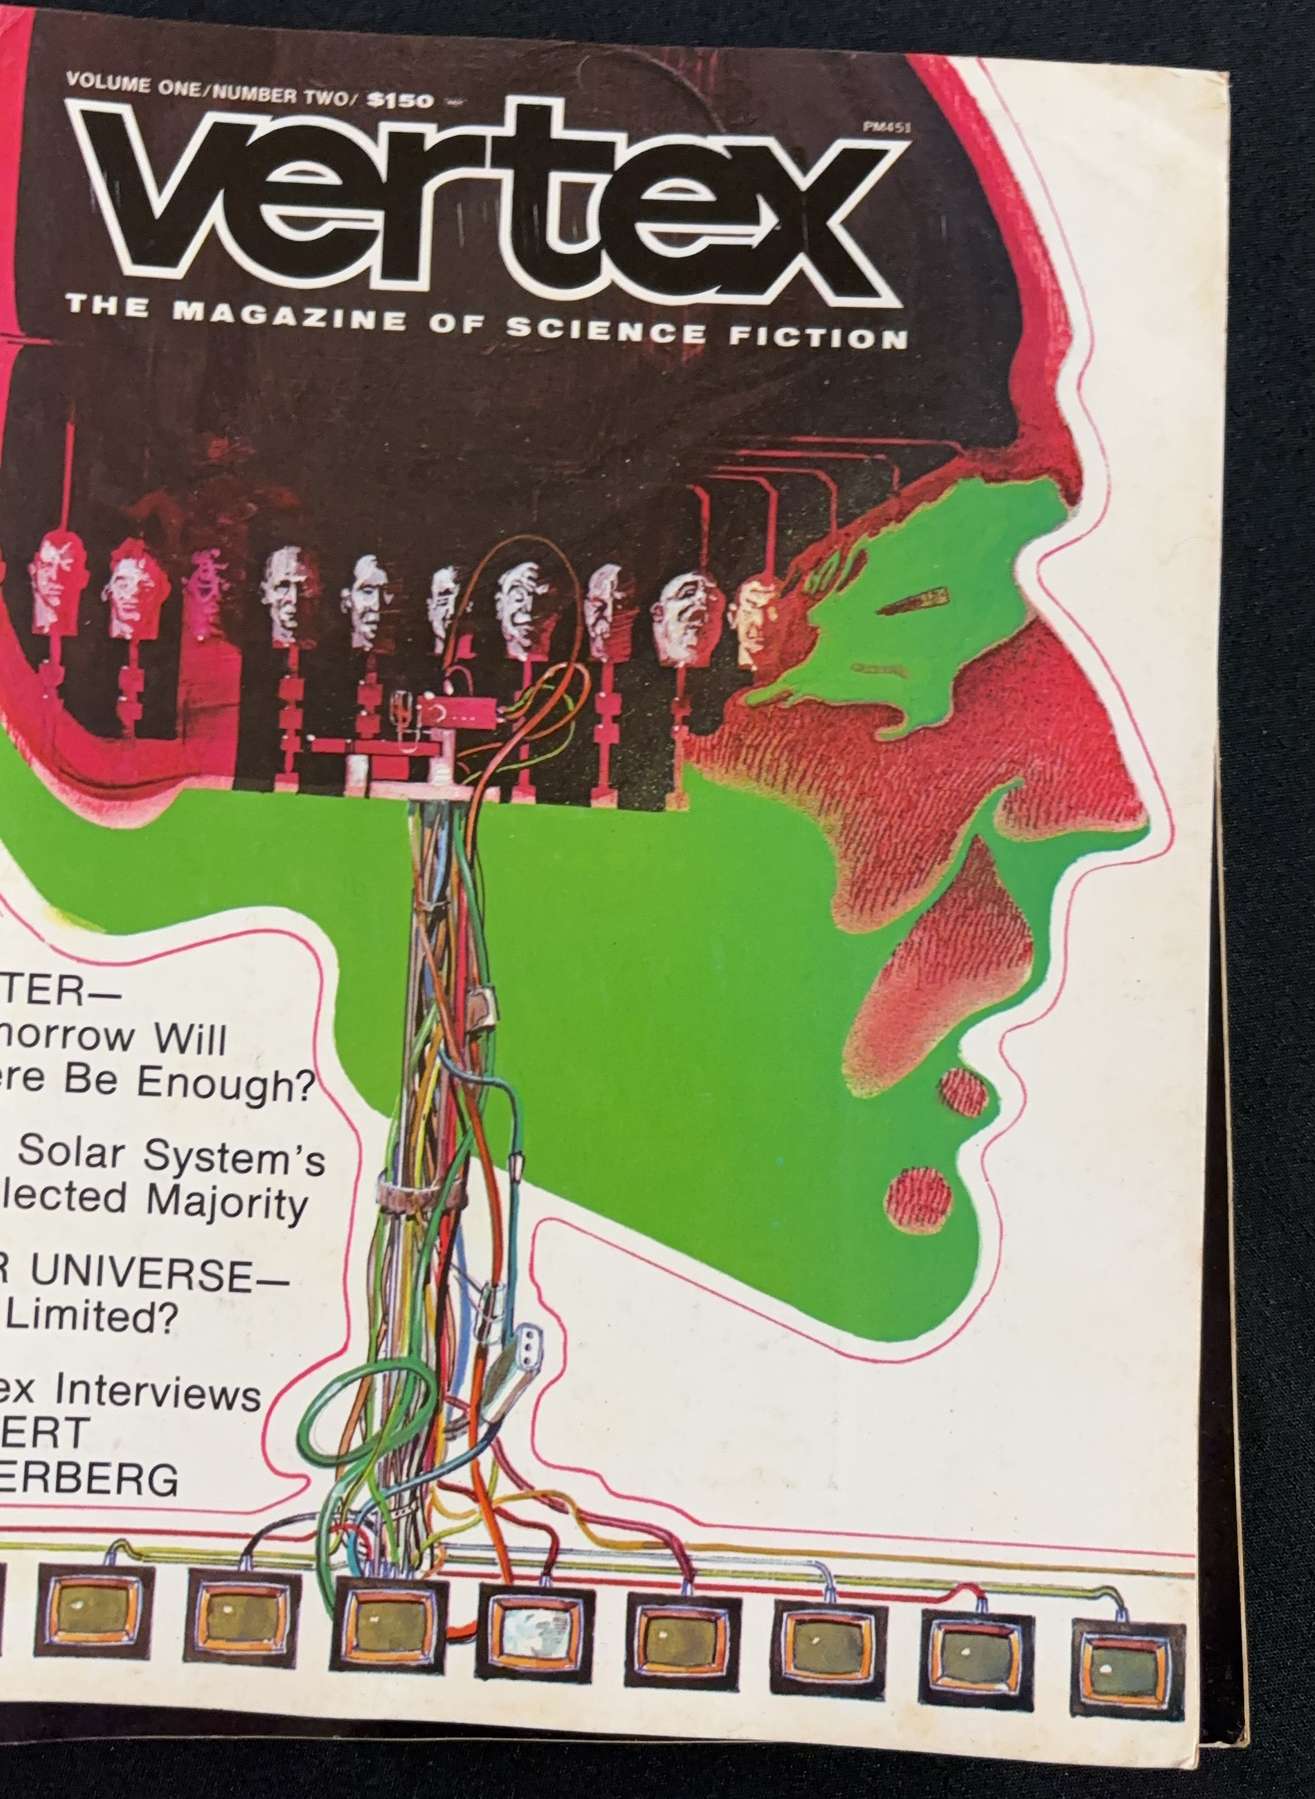 VOLUME ONE/NUMBER TWO/ $150
PM451
vertex
THE MAGAZINE OF SCIENCE FICTION
TER—
morrow Will
ere Be Enough?
Solar System's
lected Majority
R UNIVERSE—
Limited?
ex Interviews
ERT
ERBERG